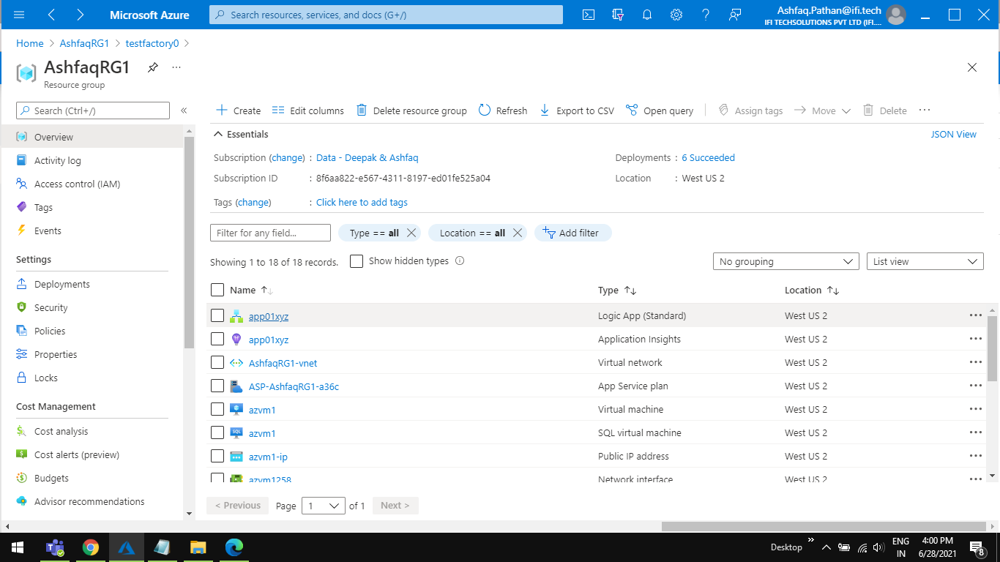 Microsoft Azure
Search resources, services, and docs (G+/)
Ashfaq.Pathan@ifi.tech
IFI TECHSOLUTIONS PVT LTD (IFI....
Home > AshfaqRG1 > testfactory0 >
AshfaqRG1
Resource group
Search (Ctrl+/)
Overview
Activity log
Access control (IAM)
Tags
Events
Settings
Deployments
Security
Policies
Properties
Locks
Cost Management
Cost analysis
Cost alerts (preview)
Budgets
Advisor recommendations
Create Edit columns Delete resource group Refresh Export to CSV Open query Assign tags Move Delete
Essentials
JSON View
Subscription (change) : Data - Deepak & Ashfaq
Deployments : 6 Succeeded
Subscription ID : 8f6aa822-e567-4311-8197-ed01fe525a04
Location : West US 2
Tags (change) : Click here to add tags
Filter for any field... Type == all Location == all Add filter
Showing 1 to 18 of 18 records. Show hidden types No grouping List view
Name Type Location
app01xyz Logic App (Standard) West US 2
app01xyz Application Insights West US 2
AshfaqRG1-vnet Virtual network West US 2
ASP-AshfaqRG1-a36c App Service plan West US 2
azvm1 Virtual machine West US 2
azvm1 SQL virtual machine West US 2
azvm1-ip Public IP address West US 2
azvm1258 Network interface West US 2
< Previous Page 1 of 1 Next >
Desktop
ENG
IN
4:00 PM
6/28/2021
8